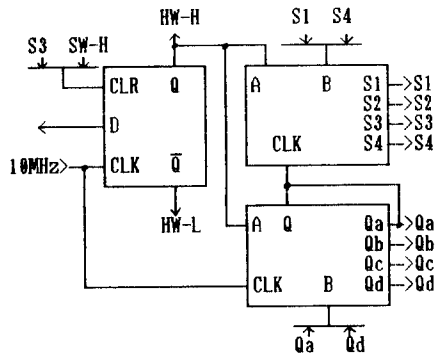 HW-H
S1 S4
S3 SW-H
CLR Q
A B
S1 S1
S2 S2
S3 S3
S4 S4
D
CLK
10MHz CLK Q̅
HW-L
A Q
Qa Qa
Qb Qb
Qc Qc
Qd Qd
CLK B
Qa Qd